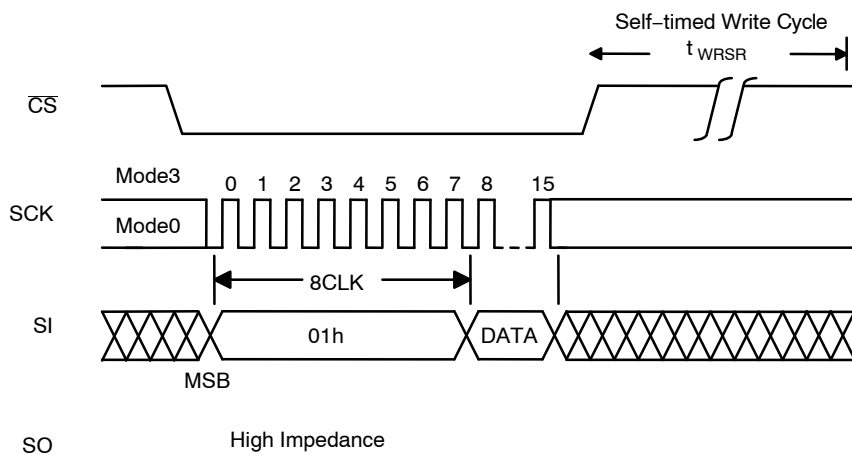 Self−timed Write Cycle
t WRSR
CS
Mode3
0 1 2 3 4 5 6 7 8 15
SCK
Mode0
8CLK
SI
01h
DATA
MSB
High Impedance
SO